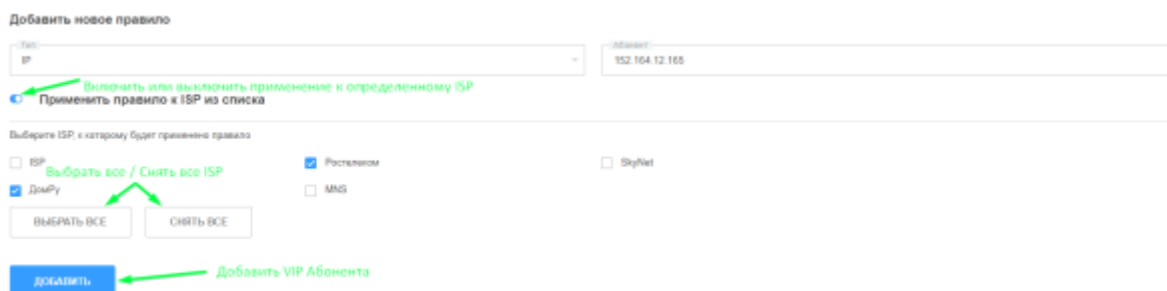 Добавить новое правило
Тип
IP
Абонент
152.164.12.165
Включить или выключить применение к определенному ISP
Применить правило к ISP из списка
Выберите ISP, к которому будет применено правило
ISP
Ростелеком
SkyNet
Выбрать все / Снять все ISP
ДомРу
MNS
ВЫБРАТЬ ВСЕ
СНЯТЬ ВСЕ
ДОБАВИТЬ
Добавить VIP Абонента